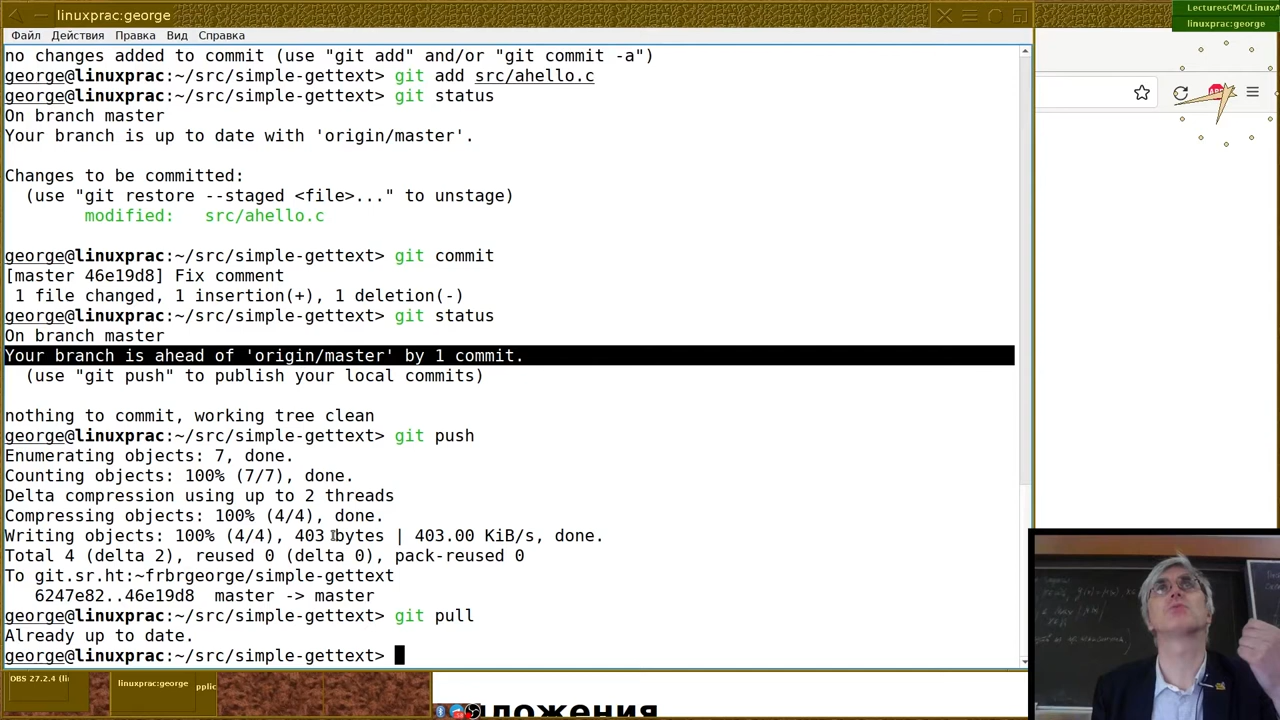 linuxprac:george
LecturesCMC/LinuxA
linuxprac:george
Файл Действия Правка Вид Справка
no changes added to commit (use "git add" and/or "git commit -a")
george@linuxprac:~/src/simple-gettext> git add src/ahello.c
george@linuxprac:~/src/simple-gettext> git status
On branch master
Your branch is up to date with 'origin/master'.
Changes to be committed:
(use "git restore --staged <file>..." to unstage)
modified: src/ahello.c
george@linuxprac:~/src/simple-gettext> git commit
[master 46e19d8] Fix comment
1 file changed, 1 insertion(+), 1 deletion(-)
george@linuxprac:~/src/simple-gettext> git status
On branch master
Your branch is ahead of 'origin/master' by 1 commit.
(use "git push" to publish your local commits)
nothing to commit, working tree clean
george@linuxprac:~/src/simple-gettext> git push
Enumerating objects: 7, done.
Counting objects: 100% (7/7), done.
Delta compression using up to 2 threads
Compressing objects: 100% (4/4), done.
Writing objects: 100% (4/4), 403 bytes | 403.00 KiB/s, done.
Total 4 (delta 2), reused 0 (delta 0), pack-reused 0
To git.sr.ht:~frbrgeorge/simple-gettext
6247e82..46e19d8 master -> master
george@linuxprac:~/src/simple-gettext> git pull
Already up to date.
george@linuxprac:~/src/simple-gettext>
OBS 27.2.4 (li
linuxprac:george
pplic
ложения